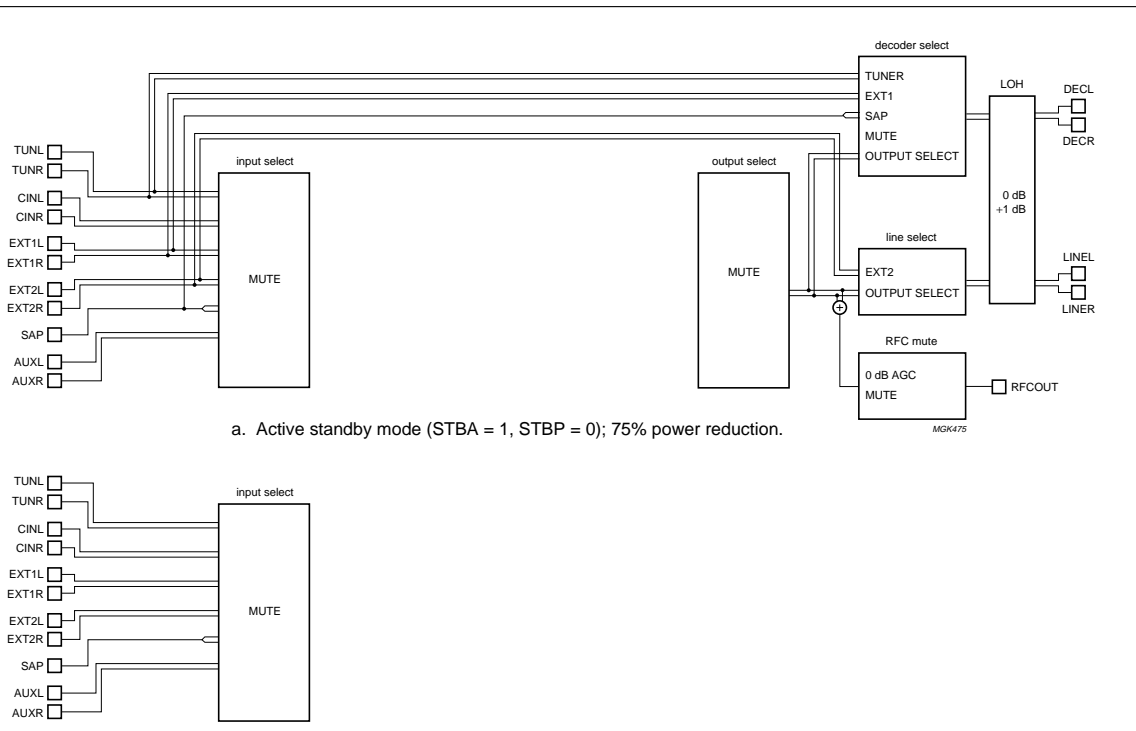 decoder select
TUNER
LOH
DECL
EXT1
SAP
MUTE
DECR
TUNL
input select
output select
OUTPUT SELECT
TUNR
CINL
0 dB
CINR
+1 dB
EXT1L
line select
EXT1R
LINEL
MUTE
MUTE
EXT2
EXT2L
OUTPUT SELECT
EXT2R
+
LINER
SAP
RFC mute
AUXL
0 dB AGC
AUXR
MUTE
RFCOUT
a. Active standby mode (STBA = 1, STBP = 0); 75% power reduction.
MGK475
TUNL
input select
TUNR
CINL
CINR
EXT1L
EXT1R
MUTE
EXT2L
EXT2R
SAP
AUXL
AUXR